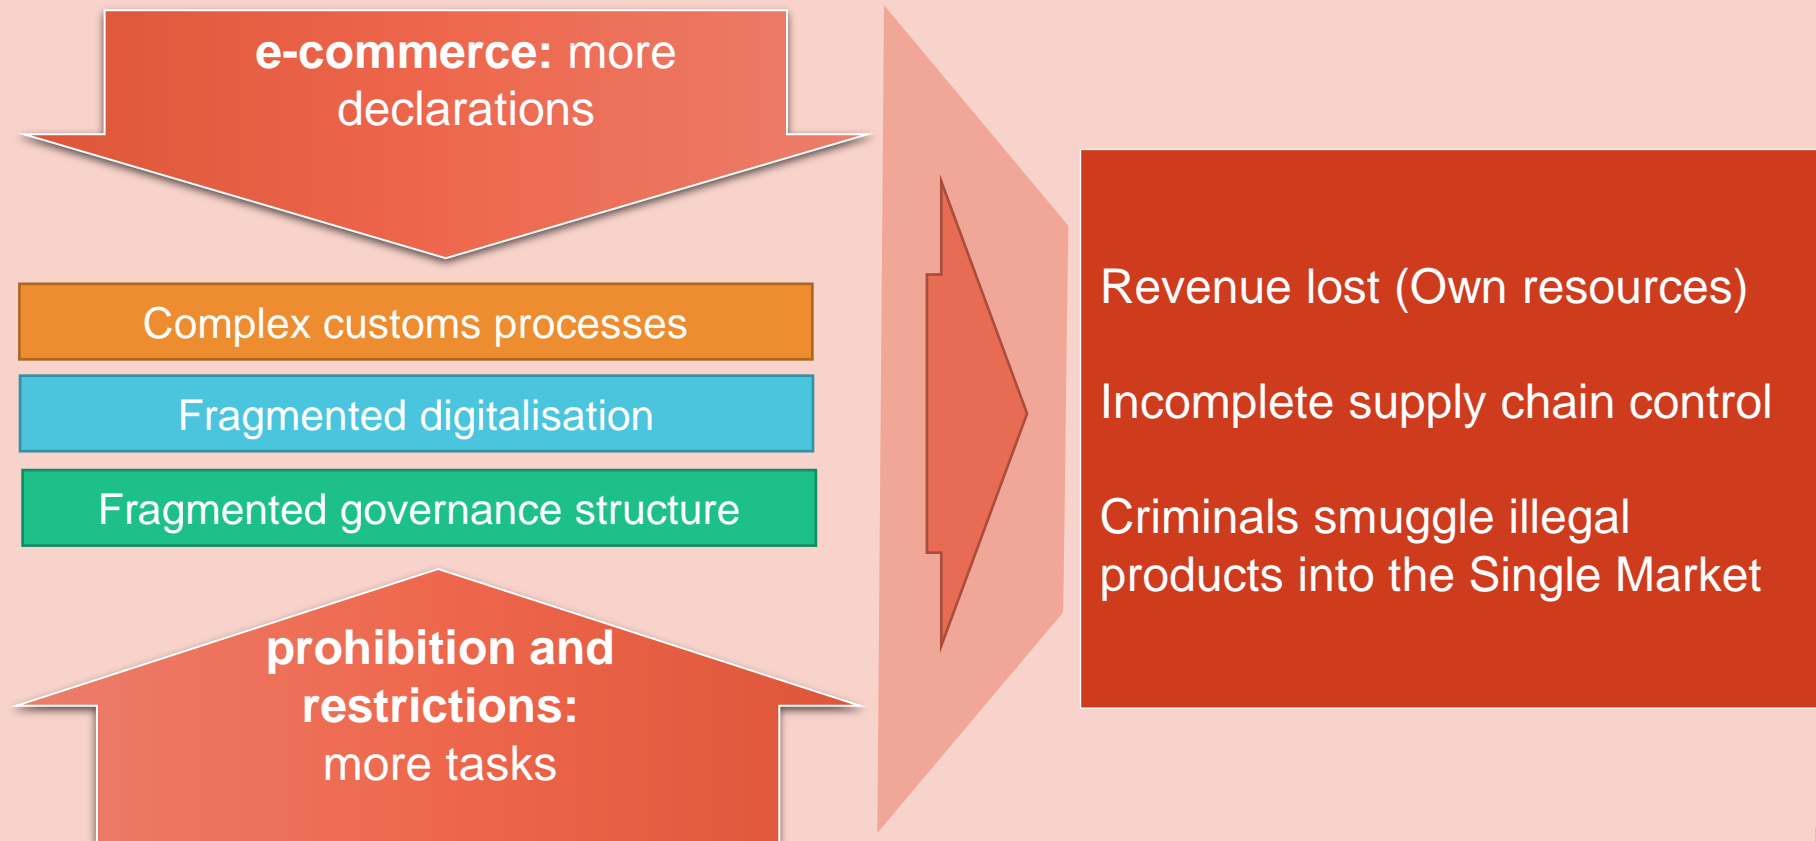 e-commerce: more
declarations
Complex customs processes
Fragmented digitalisation
Fragmented governance structure
prohibition and
restrictions:
more tasks
Revenue lost (Own resources)
Incomplete supply chain control
Criminals smuggle illegal
products into the Single Market